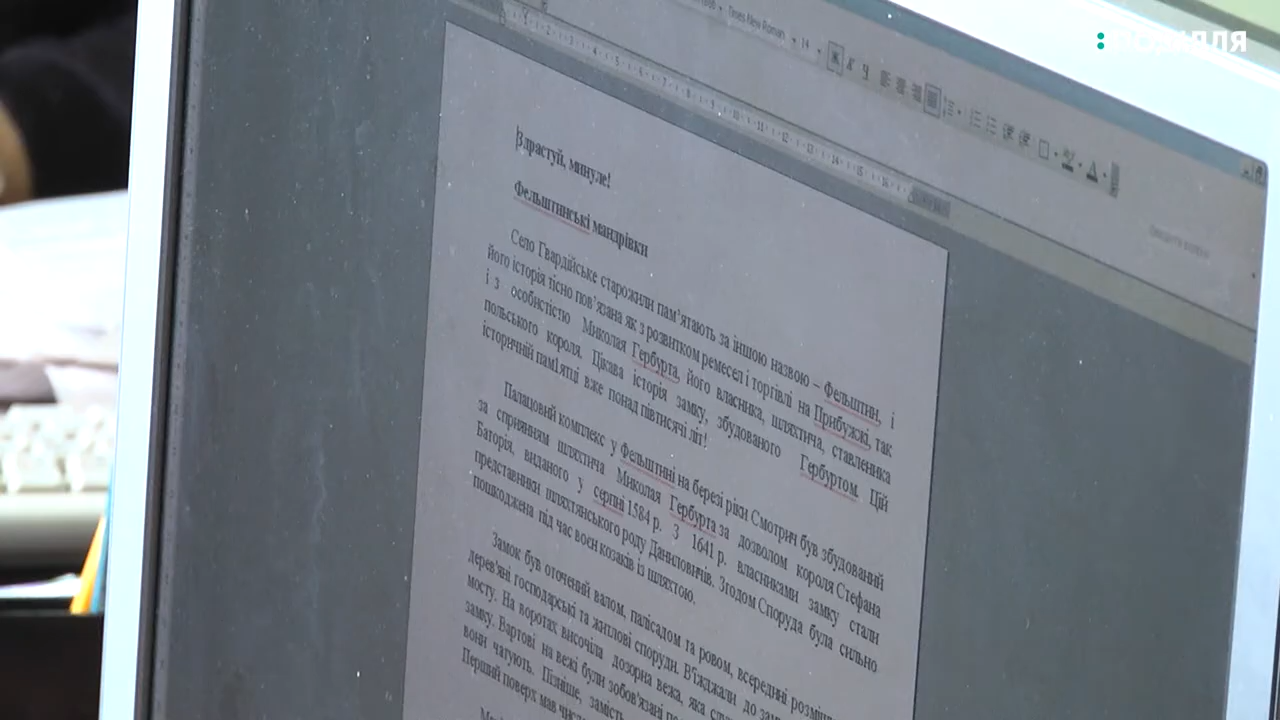 ПОДІЛЛЯ
Times New Roman 14 Ж К Ч
Здрастуй, минуле!
Фельштинські мандрівки
Село Гвардійське старожили пам'ятають за іншою назвою – Фельштин, і
його історія тісно пов'язана як з розвитком ремесел і торгівлі на Прибужжі, так
і з особистістю Миколая Гербурта, його власника, шляхтича, ставленика
польського короля. Цікава історія замку, збудованого Гербуртом. Цій
історичній пам'ятці вже понад півтисячі літ!
Палацовий комплекс у Фельштині на березі ріки Смотрич був збудований
за сприянням шляхтича Миколая Гербурта за дозволом короля Стефана
Баторія, виданого у серпні 1584 р. З 1641 р. власниками замку стали
представники шляхтянського роду Даниловичів. Згодом Споруда була сильно
пошкоджена під час воєн козаків із шляхтою.
Замок був оточений валом, палісадом та ровом, всередині
дерев'яні господарські та житлові споруди. В'їжджали до
мосту. На воротах височіла дозорна вежа, яка
замку. Вартові на вежі були зобов'язані
вони чатують. Пізніше, замість
Перший поверх мав